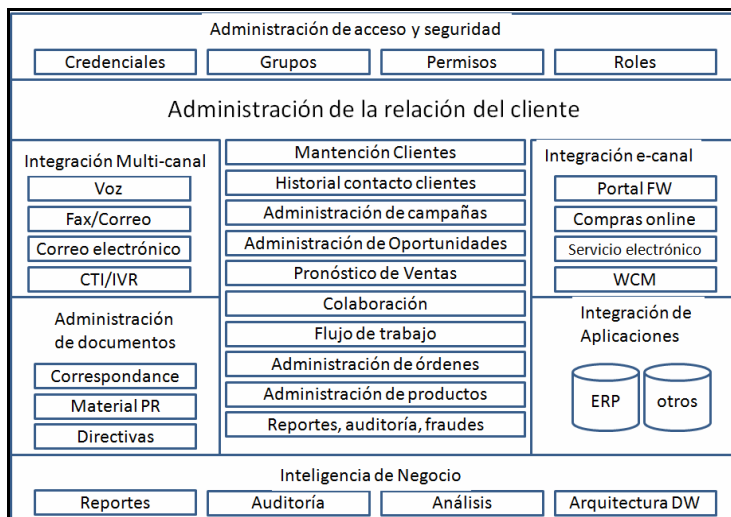 Administración de acceso y seguridad
Credenciales
Grupos
Permisos
Roles
Administración de la relación del cliente
Integración Multi-canal
Voz
Fax/Correo
Correo electrónico
CTI/IVR
Administración
de documentos
Correspondance
Material PR
Directivas
Mantención Clientes
Historial contacto clientes
Administración de campañas
Administración de Oportunidades
Pronóstico de Ventas
Colaboración
Flujo de trabajo
Administración de órdenes
Administración de productos
Reportes, auditoría, fraudes
Integración e-canal
Portal FW
Compras online
Servicio electrónico
WCM
Integración de
Aplicaciones
ERP
otros
Inteligencia de Negocio
Reportes
Auditoría
Análisis
Arquitectura DW